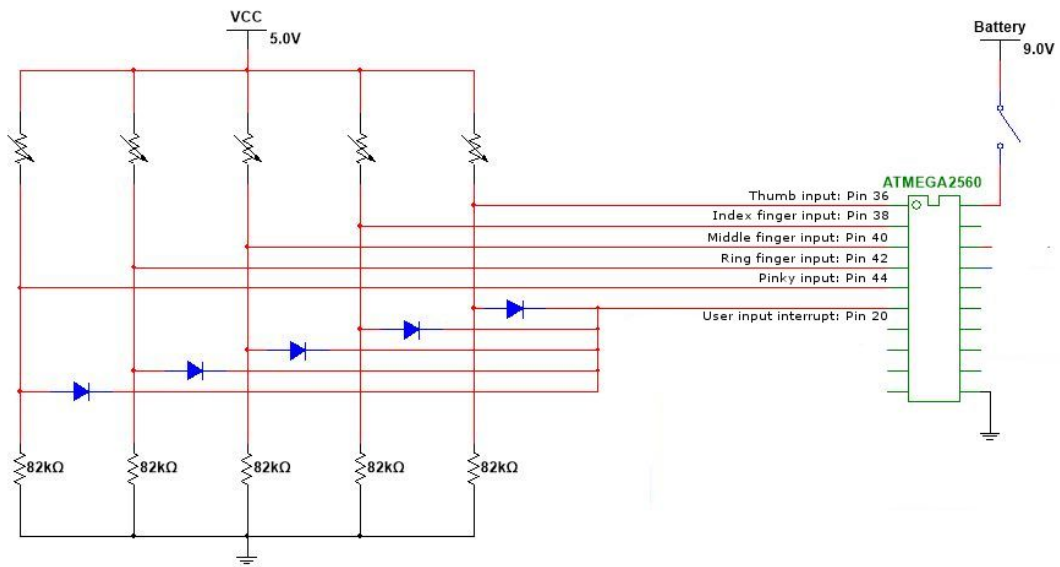 VCC
5.0V
Battery
9.0V
ATMEGA2560
Thumb input: Pin 36
Index finger input: Pin 38
Middle finger input: Pin 40
Ring finger input: Pin 42
Pinky input: Pin 44
User input interrupt: Pin 20
82kΩ
82kΩ
82kΩ
82kΩ
82kΩ